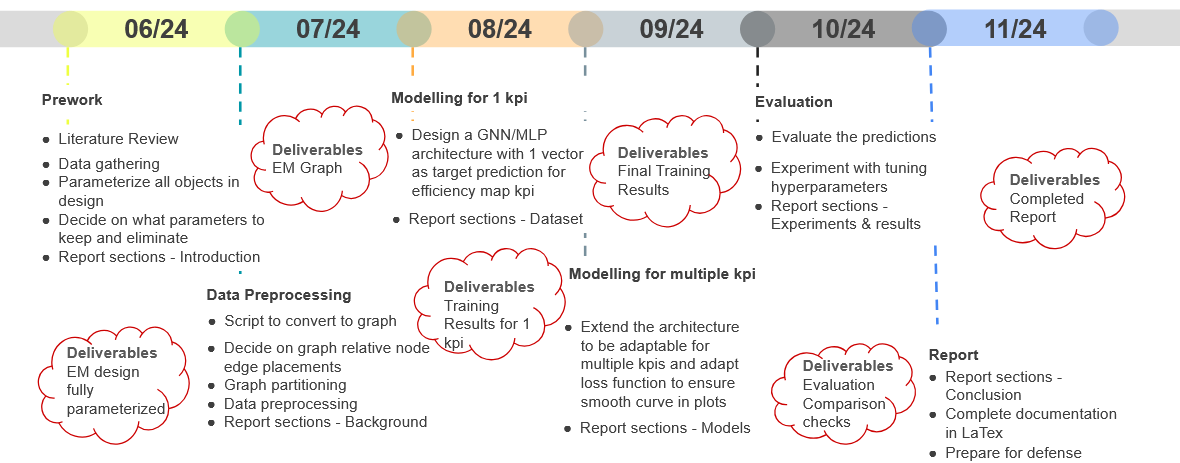 06/24
07/24
08/24
09/24
10/24
11/24
Prework
● Literature Review
● Data gathering
● Parameterize all objects in
design
● Decide on what parameters to
keep and eliminate
● Report sections - Introduction
Deliverables
EM design
fully
parameterized
Deliverables
EM Graph
Data Preprocessing
● Script to convert to graph
● Decide on graph relative node
edge placements
● Graph partitioning
● Data preprocessing
● Report sections - Background
Modelling for 1 kpi
● Design a GNN/MLP
architecture with 1 vector
as target prediction for
efficiency map kpi
● Report sections - Dataset
Deliverables
Training
Results for 1
kpi
Deliverables
Final Training
Results
Modelling for multiple kpi
● Extend the architecture
to be adaptable for
multiple kpis and adapt
loss function to ensure
smooth curve in plots
● Report sections - Models
Evaluation
● Evaluate the predictions
● Experiment with tuning
hyperparameters
● Report sections -
Experiments & results
Deliverables
Evaluation
Comparison
checks
Deliverables
Completed
Report
Report
● Report sections -
Conclusion
● Complete documentation
in LaTex
● Prepare for defense